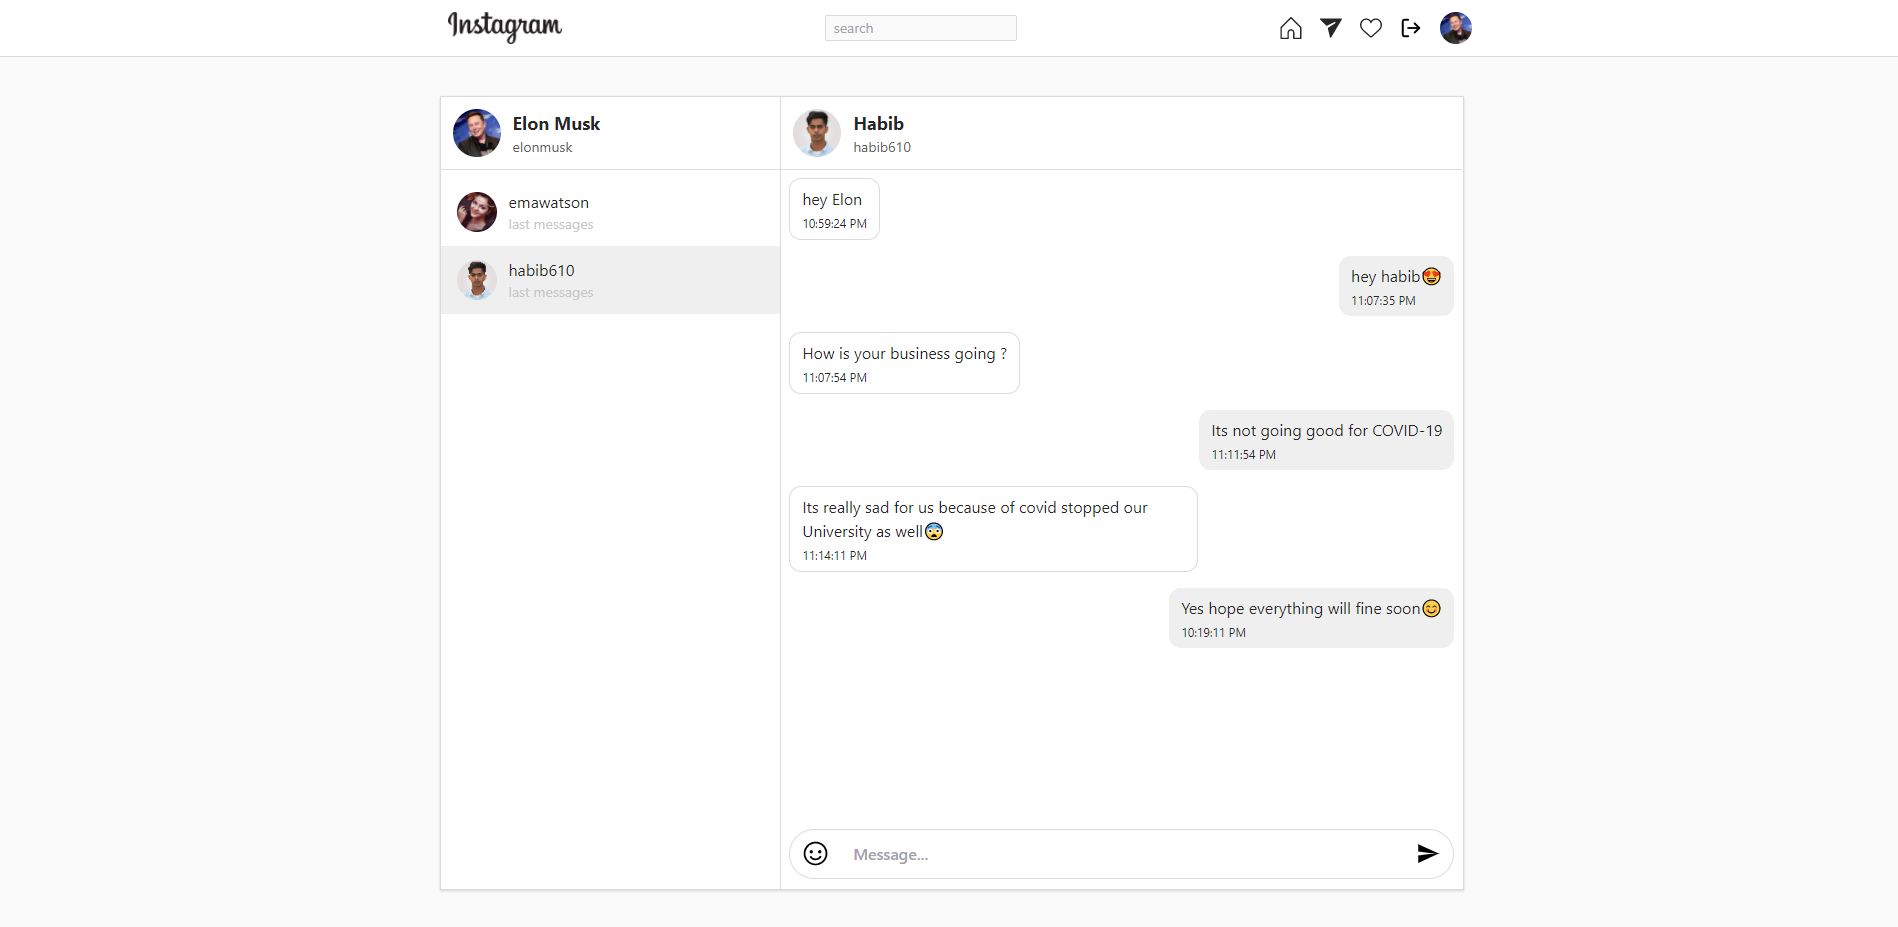 Instagram
search
Elon Musk
elonmusk
emawatson
last messages
habib610
last messages
Habib
habib610
hey Elon
10:59:24 PM
hey habib😍
11:07:35 PM
How is your business going ?
11:07:54 PM
Its not going good for COVID-19
11:11:54 PM
Its really sad for us because of covid stopped our
University as well😨
11:14:11 PM
Yes hope everything will fine soon😊
10:19:11 PM
Message...